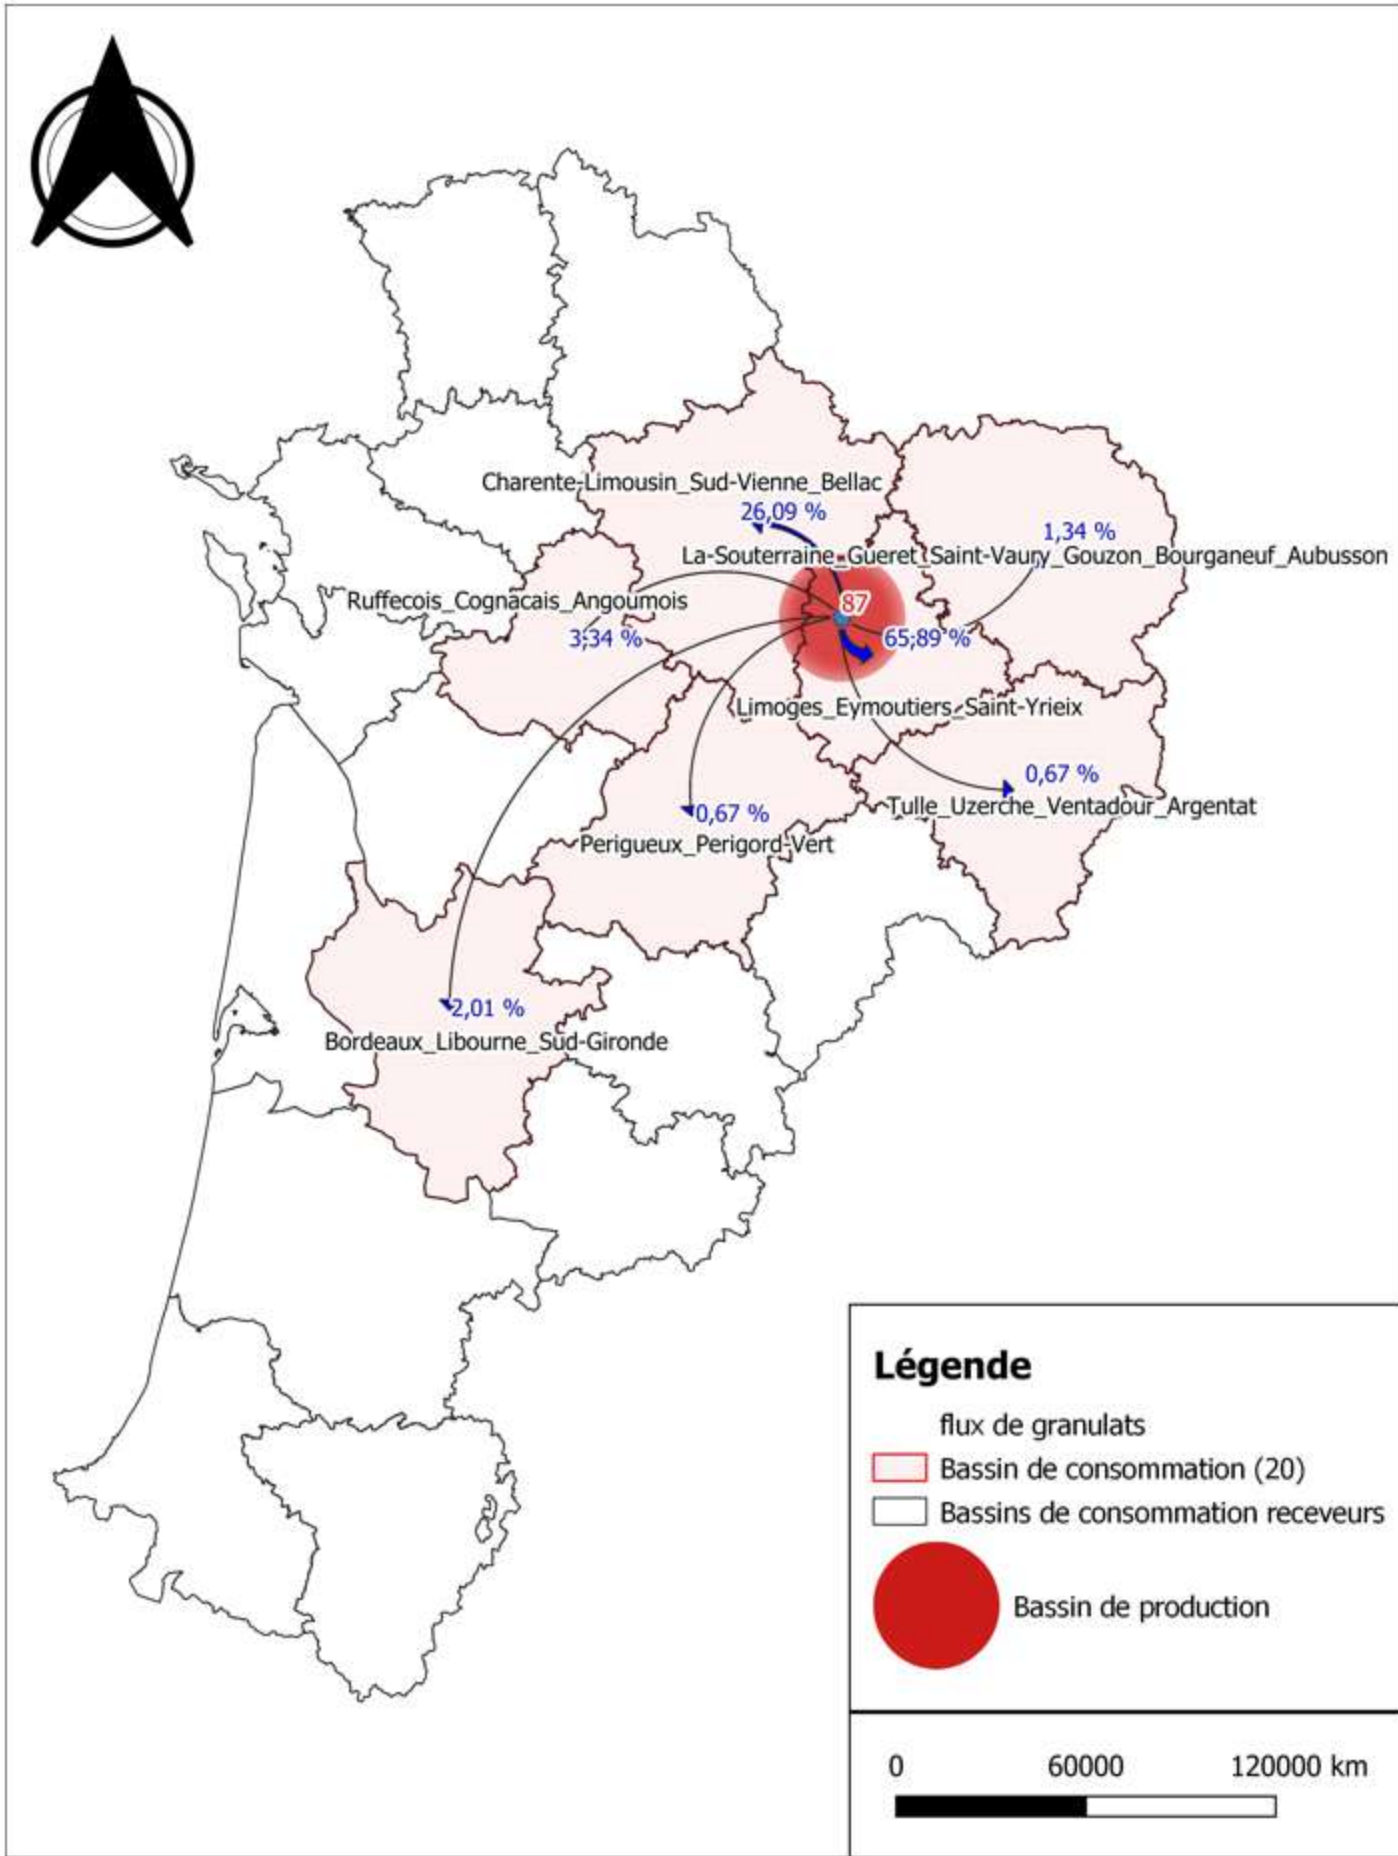 Charente-Limousin_Sud-Vienne_Bellac
26,09 %
1,34 %
La-Souterraine_Gueret_Saint-Vaury_Gouzon_Bourganeuf_Aubusson
Ruffecois_Cognacais_Angoumois
87
3,34 %
65,89 %
Limoges_Eymoutiers_Saint-Yrieix
0,67 %
Tulle_Uzerche_Ventadour_Argentat
0,67 %
Perigueux_Perigord-Vert
2,01 %
Bordeaux_Libourne_Sud-Gironde
Légende
flux de granulats
Bassin de consommation (20)
Bassins de consommation receveurs
Bassin de production
0 60000 120000 km